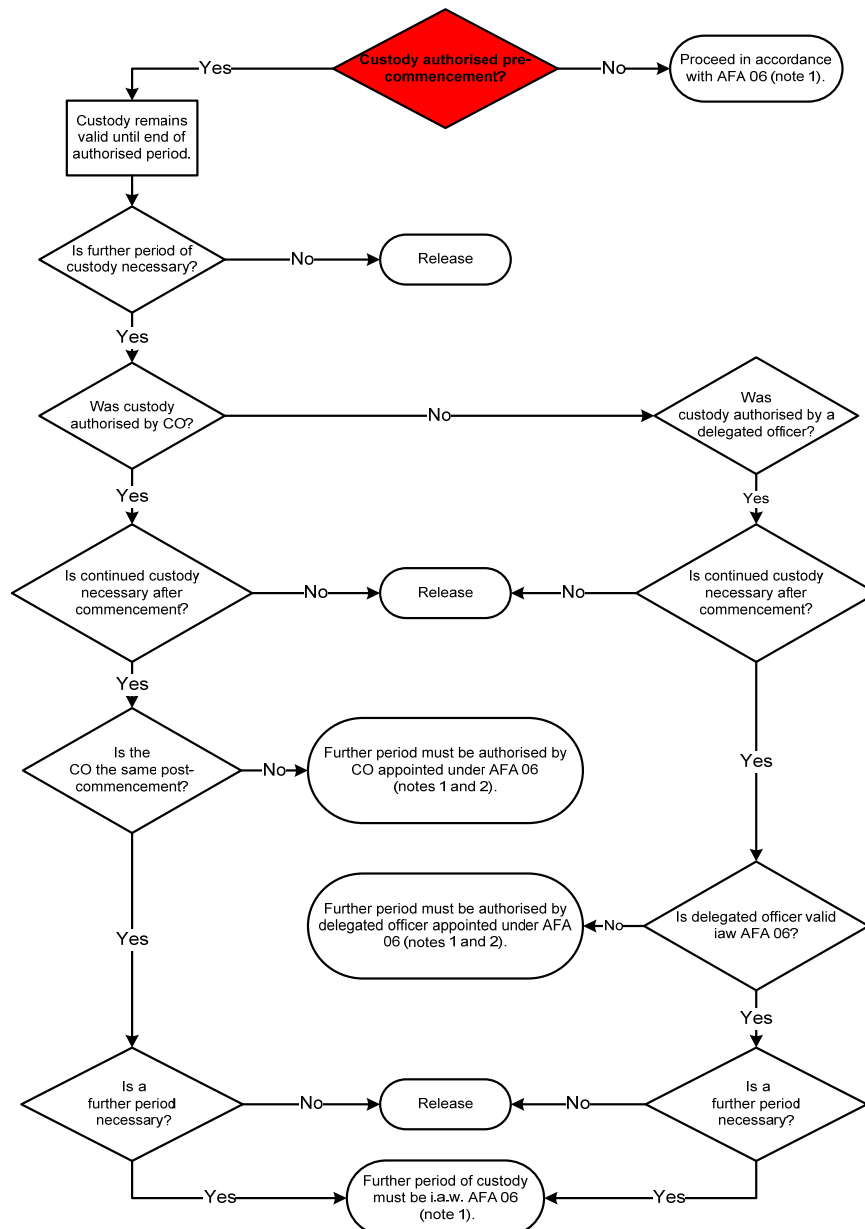 Custody authorised pre-
commencement?
Yes
No
Proceed in accordance
with AFA 06 (note 1).
Custody remains
valid until end of
authorised period.
Is further period of
custody necessary?
No
Release
Yes
Was custody
authorised by CO?
No
Was
custody authorised by a
delegated officer?
Yes
Yes
Is continued custody
necessary after
commencement?
No
Release
No
Is continued custody
necessary after
commencement?
Yes
Is the
CO the same post-
commencement?
No
Further period must be authorised by
CO appointed under AFA 06
(notes 1 and 2).
Yes
Yes
Further period must be authorised by
delegated officer appointed under AFA
06 (notes 1 and 2).
No
Is delegated officer valid
iaw AFA 06?
Yes
Is a
further period
necessary?
No
Release
No
Is a
further period
necessary?
Yes
Further period of custody
must be i.a.w. AFA 06
(note 1).
Yes